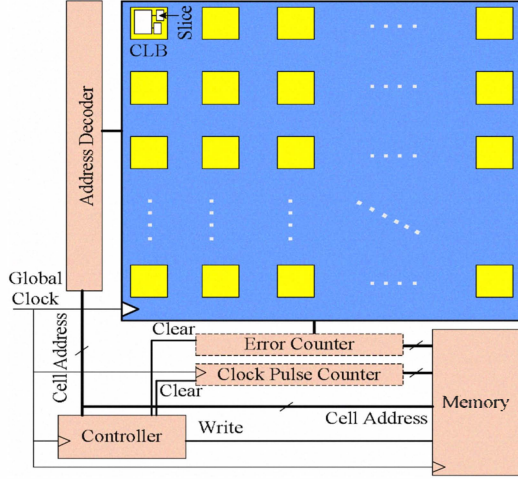 Slice
CLB
Address Decoder
Global
Clock
Clear
Error Counter
Cell Address
Clock Pulse Counter
Clear
Cell Address
Memory
Controller
Write